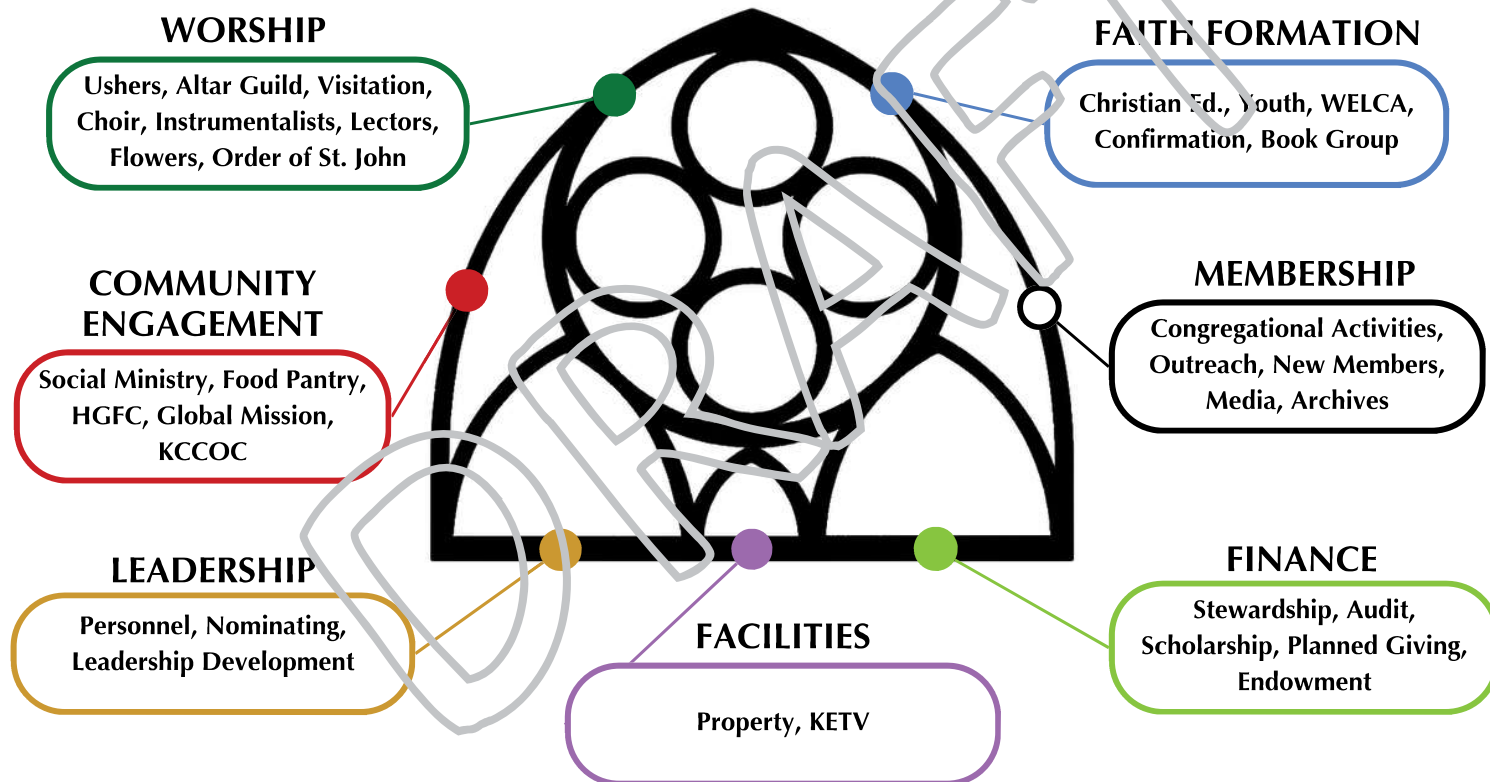 WORSHIP
Ushers, Altar Guild, Visitation,
Choir, Instrumentalists, Lectors,
Flowers, Order of St. John
FAITH FORMATION
Christian Ed., Youth, WELCA,
Confirmation, Book Group
COMMUNITY
ENGAGEMENT
Social Ministry, Food Pantry,
HGFC, Global Mission,
KCCOC
MEMBERSHIP
Congregational Activities,
Outreach, New Members,
Media, Archives
LEADERSHIP
Personnel, Nominating,
Leadership Development
FACILITIES
Property, KETV
FINANCE
Stewardship, Audit,
Scholarship, Planned Giving,
Endowment
DRAFT